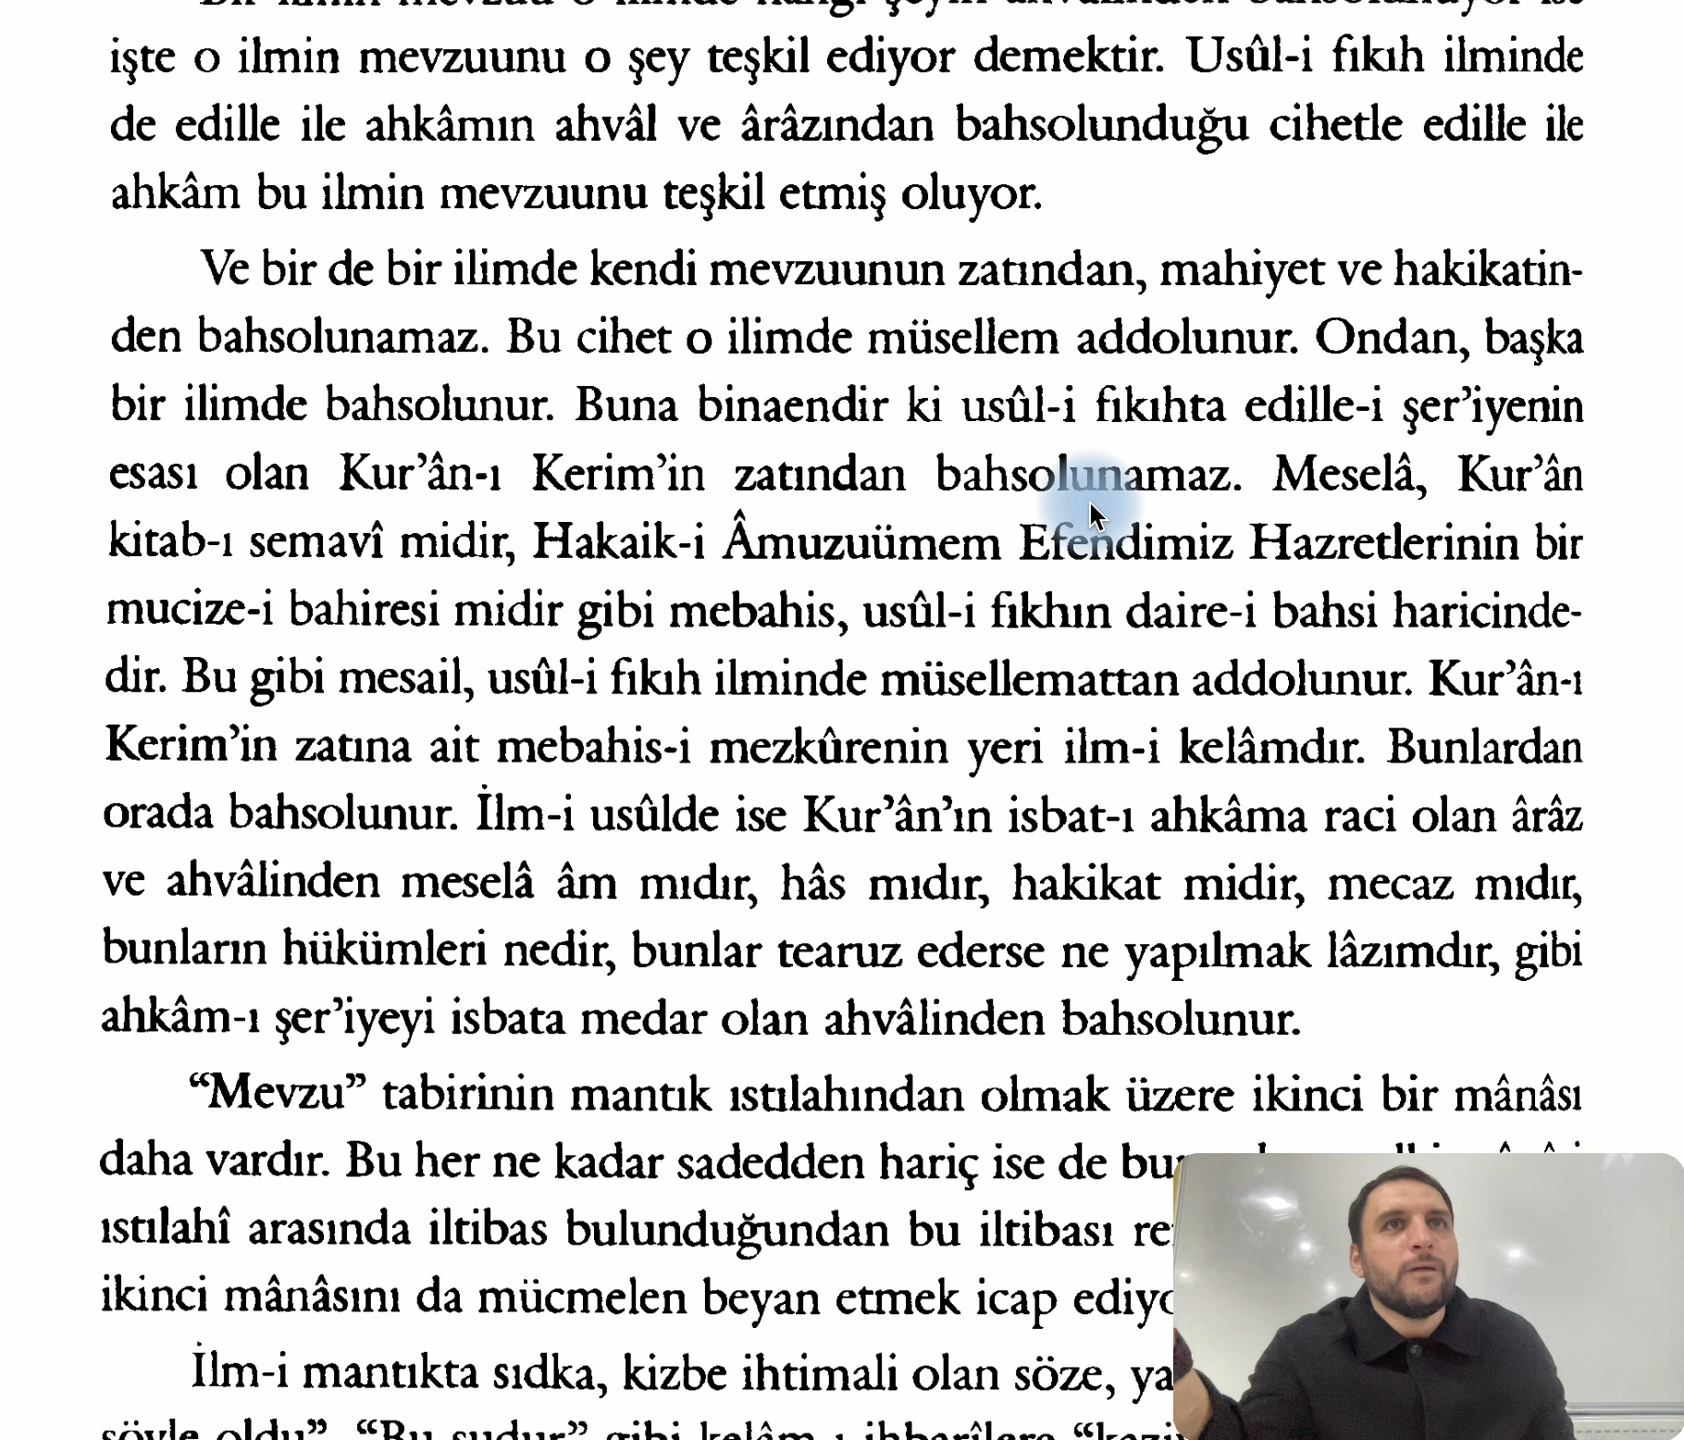 işte o ilmin mevzuunu o şey teşkil ediyor demektir. Usûl-i fıkıh ilminde
de edille ile ahkâmın ahvâl ve ârâzından bahsolunduğu cihetle edille ile
ahkâm bu ilmin mevzuunu teşkil etmiş oluyor.
Ve bir de bir ilimde kendi mevzuunun zatından, mahiyet ve hakikatin-
den bahsolunamaz. Bu cihet o ilimde müsellem addolunur. Ondan, başka
bir ilimde bahsolunur. Buna binaendir ki usûl-i fıkıhta edille-i şer’iyenin
esası olan Kur’ân-ı Kerim’in zatından bahsolunamaz. Meselâ, Kur’ân
kitab-ı semavî midir, Hakaik-i Âmuzuümem Efendimiz Hazretlerinin bir
mucize-i bahiresi midir gibi mebahis, usûl-i fıkhın daire-i bahsi haricinde-
dir. Bu gibi mesail, usûl-i fıkıh ilminde müsellemattan addolunur. Kur’ân-ı
Kerim’in zatına ait mebahis-i mezkûrenin yeri ilm-i kelâmdır. Bunlardan
orada bahsolunur. İlm-i usûlde ise Kur’ân’ın isbat-ı ahkâma raci olan ârâz
ve ahvâlinden meselâ âm mıdır, hâs mıdır, hakikat midir, mecaz mıdır,
bunların hükümleri nedir, bunlar tearuz ederse ne yapılmak lâzımdır, gibi
ahkâm-ı şer’iyeyi isbata medar olan ahvâlinden bahsolunur.
“Mevzu” tabirinin mantık ıstılahından olmak üzere ikinci bir mânâsı
daha vardır. Bu her ne kadar sadedden hariç ise de
ıstılahî arasında iltibas bulunduğundan bu iltibası
ikinci mânâsını da mücmelen beyan etmek icap
İlm-i mantıkta sıdka, kizbe ihtimali olan söze,
şöyle oldu”, “Bu şudur” gibi kelâm-ı ihbarîlere